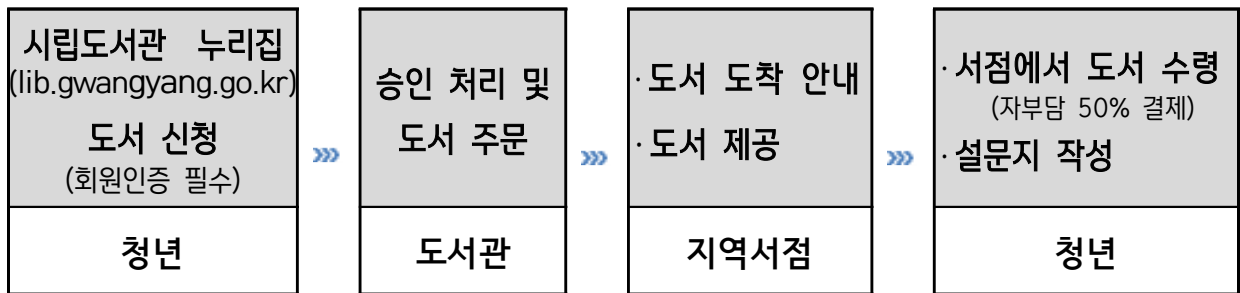 시립도서관 누리집
(lib.gwangyang.go.kr)
도서 신청
(회원인증 필수)
청년
승인 처리 및
도서 주문
도서관
· 도서 도착 안내
· 도서 제공
지역서점
· 서점에서 도서 수령
(자부담 50% 결제)
· 설문지 작성
청년